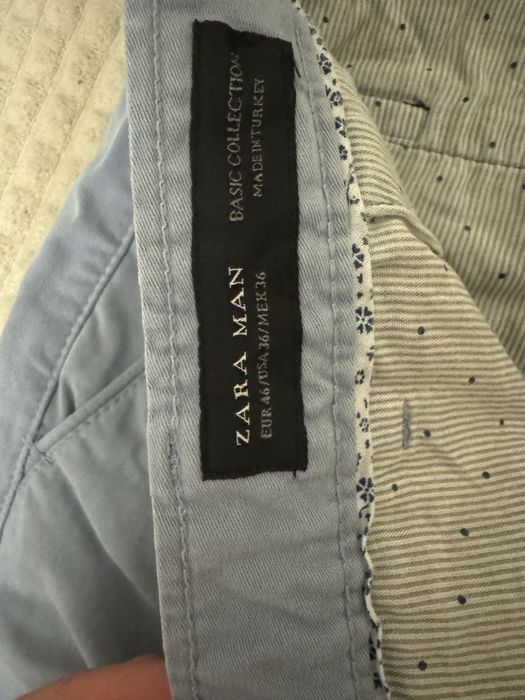 ZARA MAN
EUR 46/USA 36/MEX 36
BASIC COLLECTION
MADE IN TURKEY